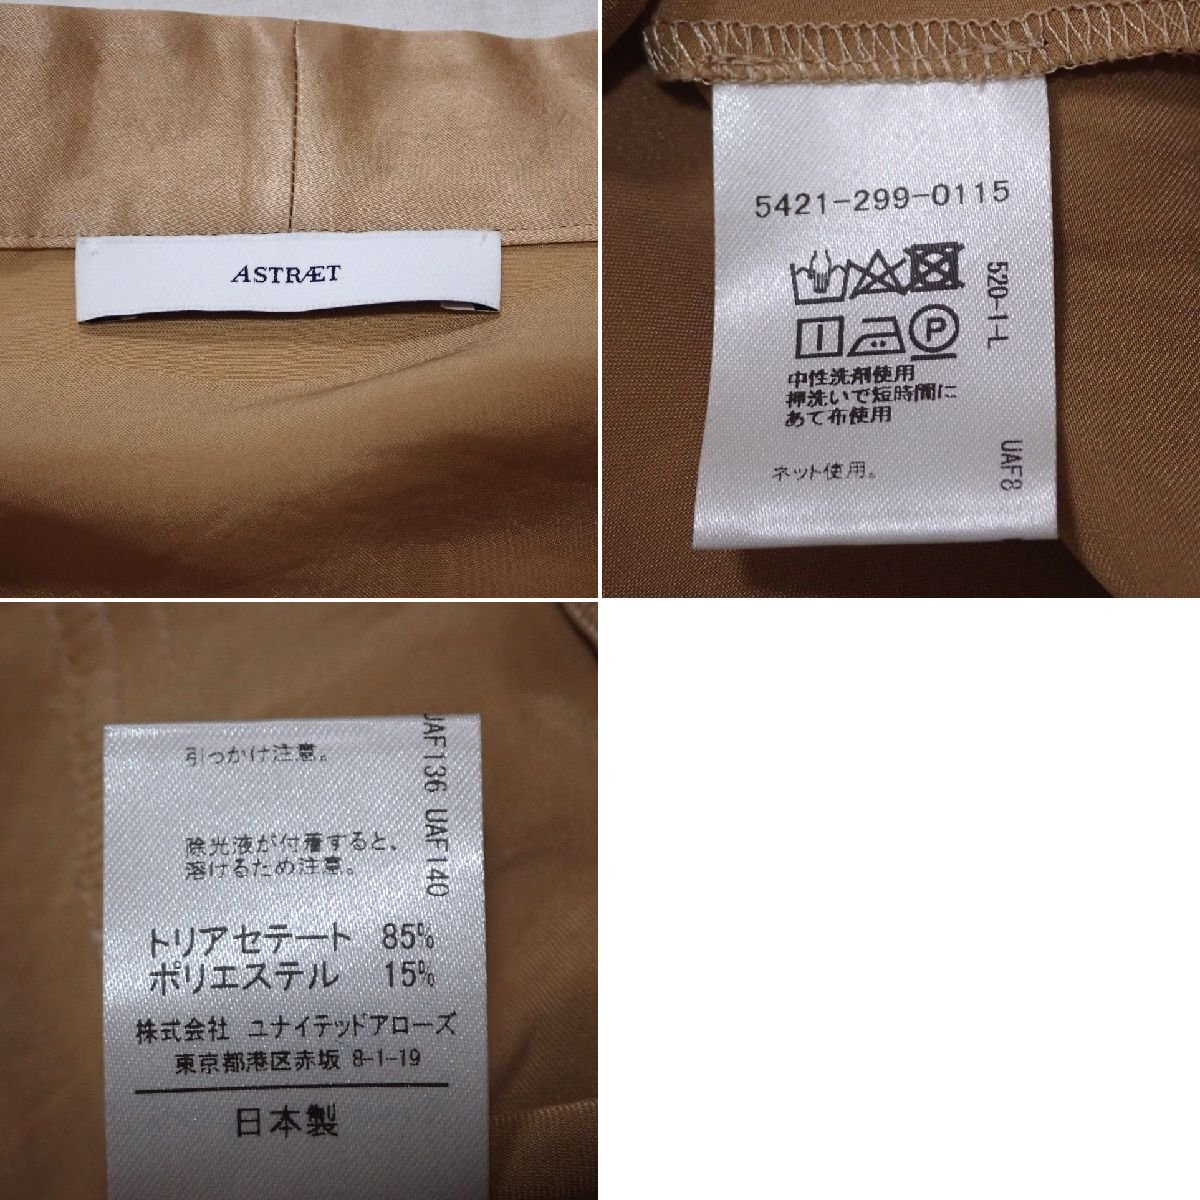 ASTRÆT
5421-299-0115
520-1-L
P
中性洗剤使用
押洗いで短時間に
あて布使用
ネット使用。
UAF8
引っかけ注意。
UAF136 UAF140
除光液が付着すると、
溶けるため注意。
トリアセテート 85%
ポリエステル 15%
株式会社 ユナイテッドアローズ
東京都港区赤坂 8-1-19
日本製